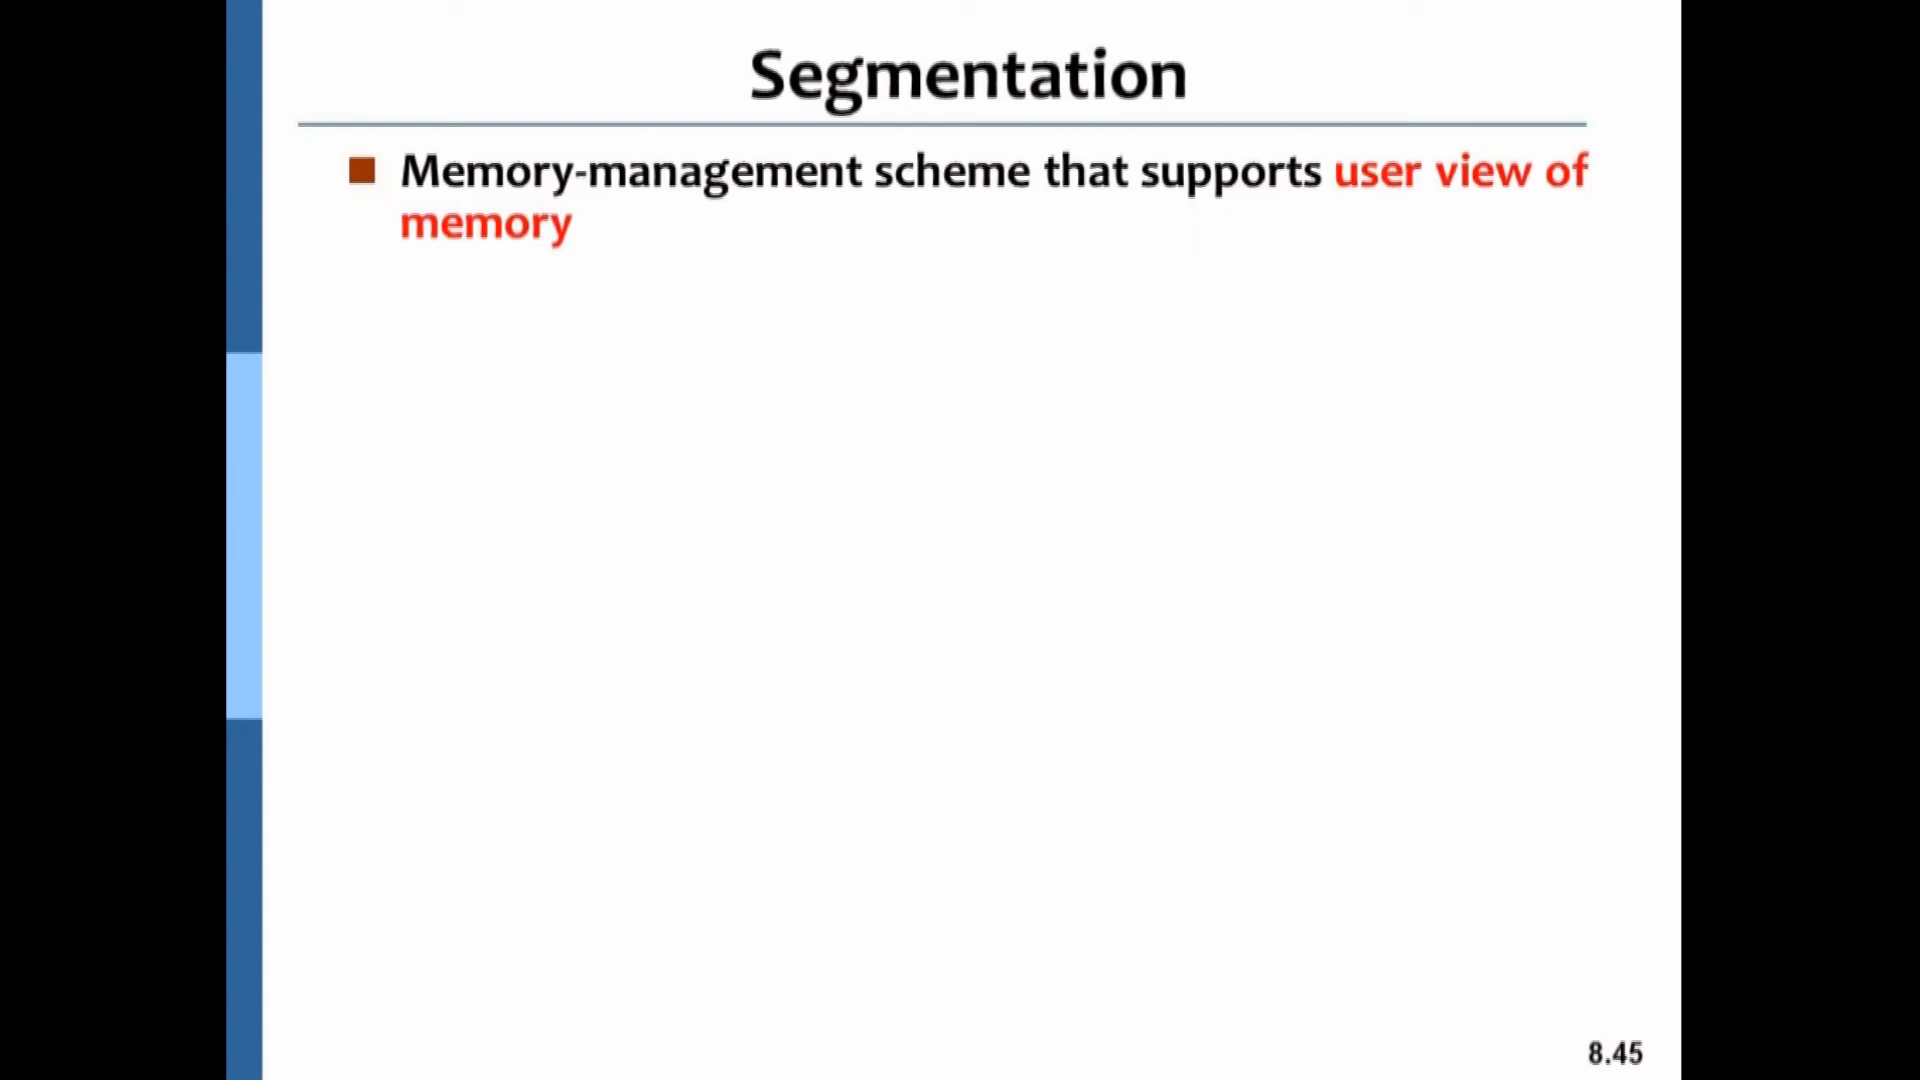 Segmentation
Memory-management scheme that supports user view of
memory
8.45